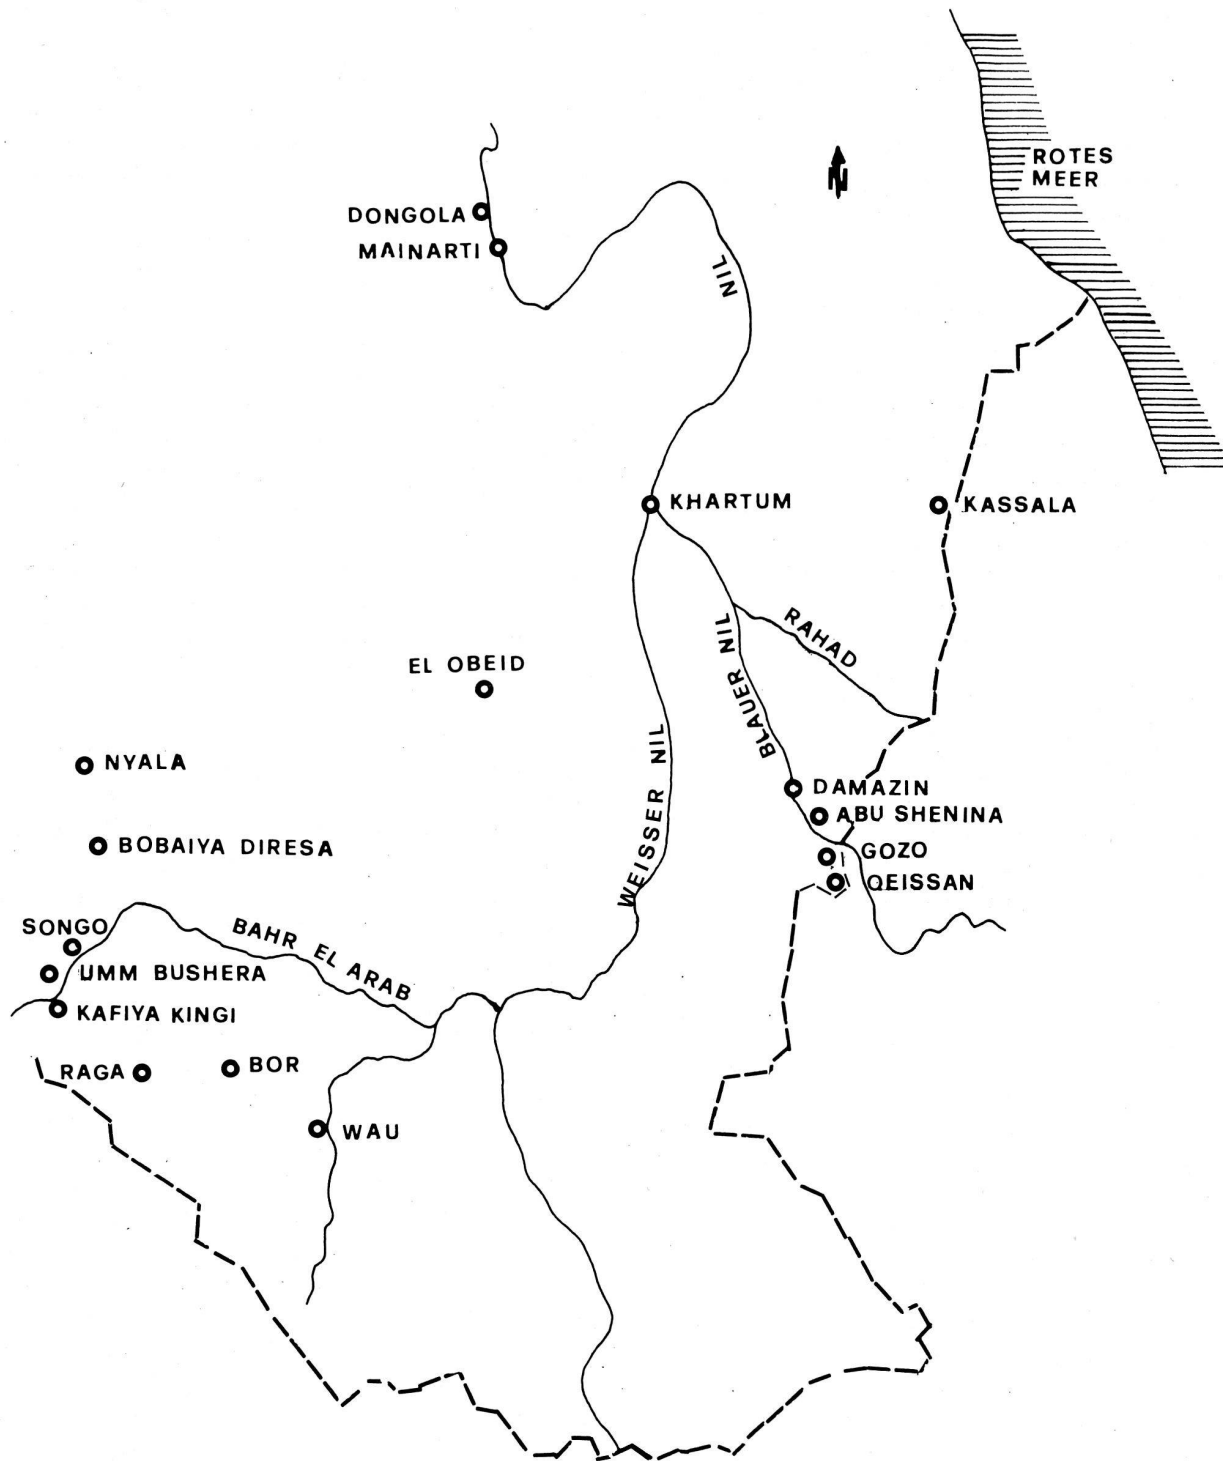 ROTES
MEER
N
DONGOLA
MAINARTI
NIL
KHARTUM
KASSALA
RAHAD
BLAUER NIL
EL OBEID
WEISSER NIL
NYALA
DAMAZIN
ABU SHENINA
BOBAIYA DIRESA
GOZO
QEISSAN
SONGO
BAHR EL ARAB
UMM BUSHERA
KAFIYA KINGI
RAGA
BOR
WAU